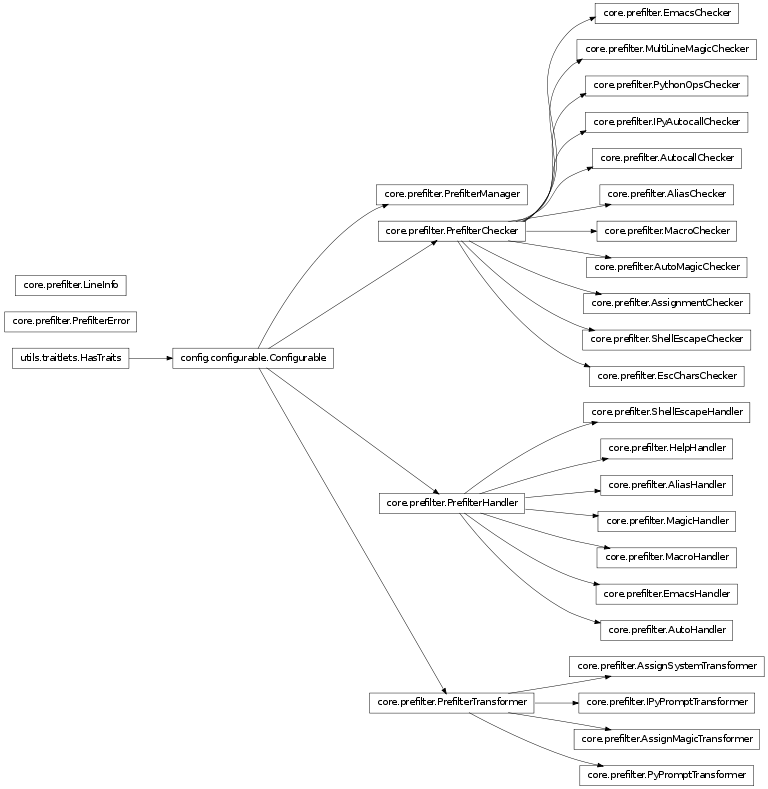 core.prefilter.EmacsChecker
core.prefilter.MultiLineMagicChecker
core.prefilter.PythonOpsChecker
core.prefilter.IPyAutocallChecker
core.prefilter.AutocallChecker
core.prefilter.PrefilterManager
core.prefilter.AliasChecker
core.prefilter.PrefilterChecker
core.prefilter.MacroChecker
core.prefilter.AutoMagicChecker
core.prefilter.LineInfo
core.prefilter.AssignmentChecker
core.prefilter.PrefilterError
core.prefilter.ShellEscapeChecker
utils.traitlets.HasTraits
config.configurable.Configurable
core.prefilter.EscCharsChecker
core.prefilter.ShellEscapeHandler
core.prefilter.HelpHandler
core.prefilter.AliasHandler
core.prefilter.PrefilterHandler
core.prefilter.MagicHandler
core.prefilter.MacroHandler
core.prefilter.EmacsHandler
core.prefilter.AutoHandler
core.prefilter.AssignSystemTransformer
core.prefilter.PrefilterTransformer
core.prefilter.IPyPromptTransformer
core.prefilter.AssignMagicTransformer
core.prefilter.PyPromptTransformer